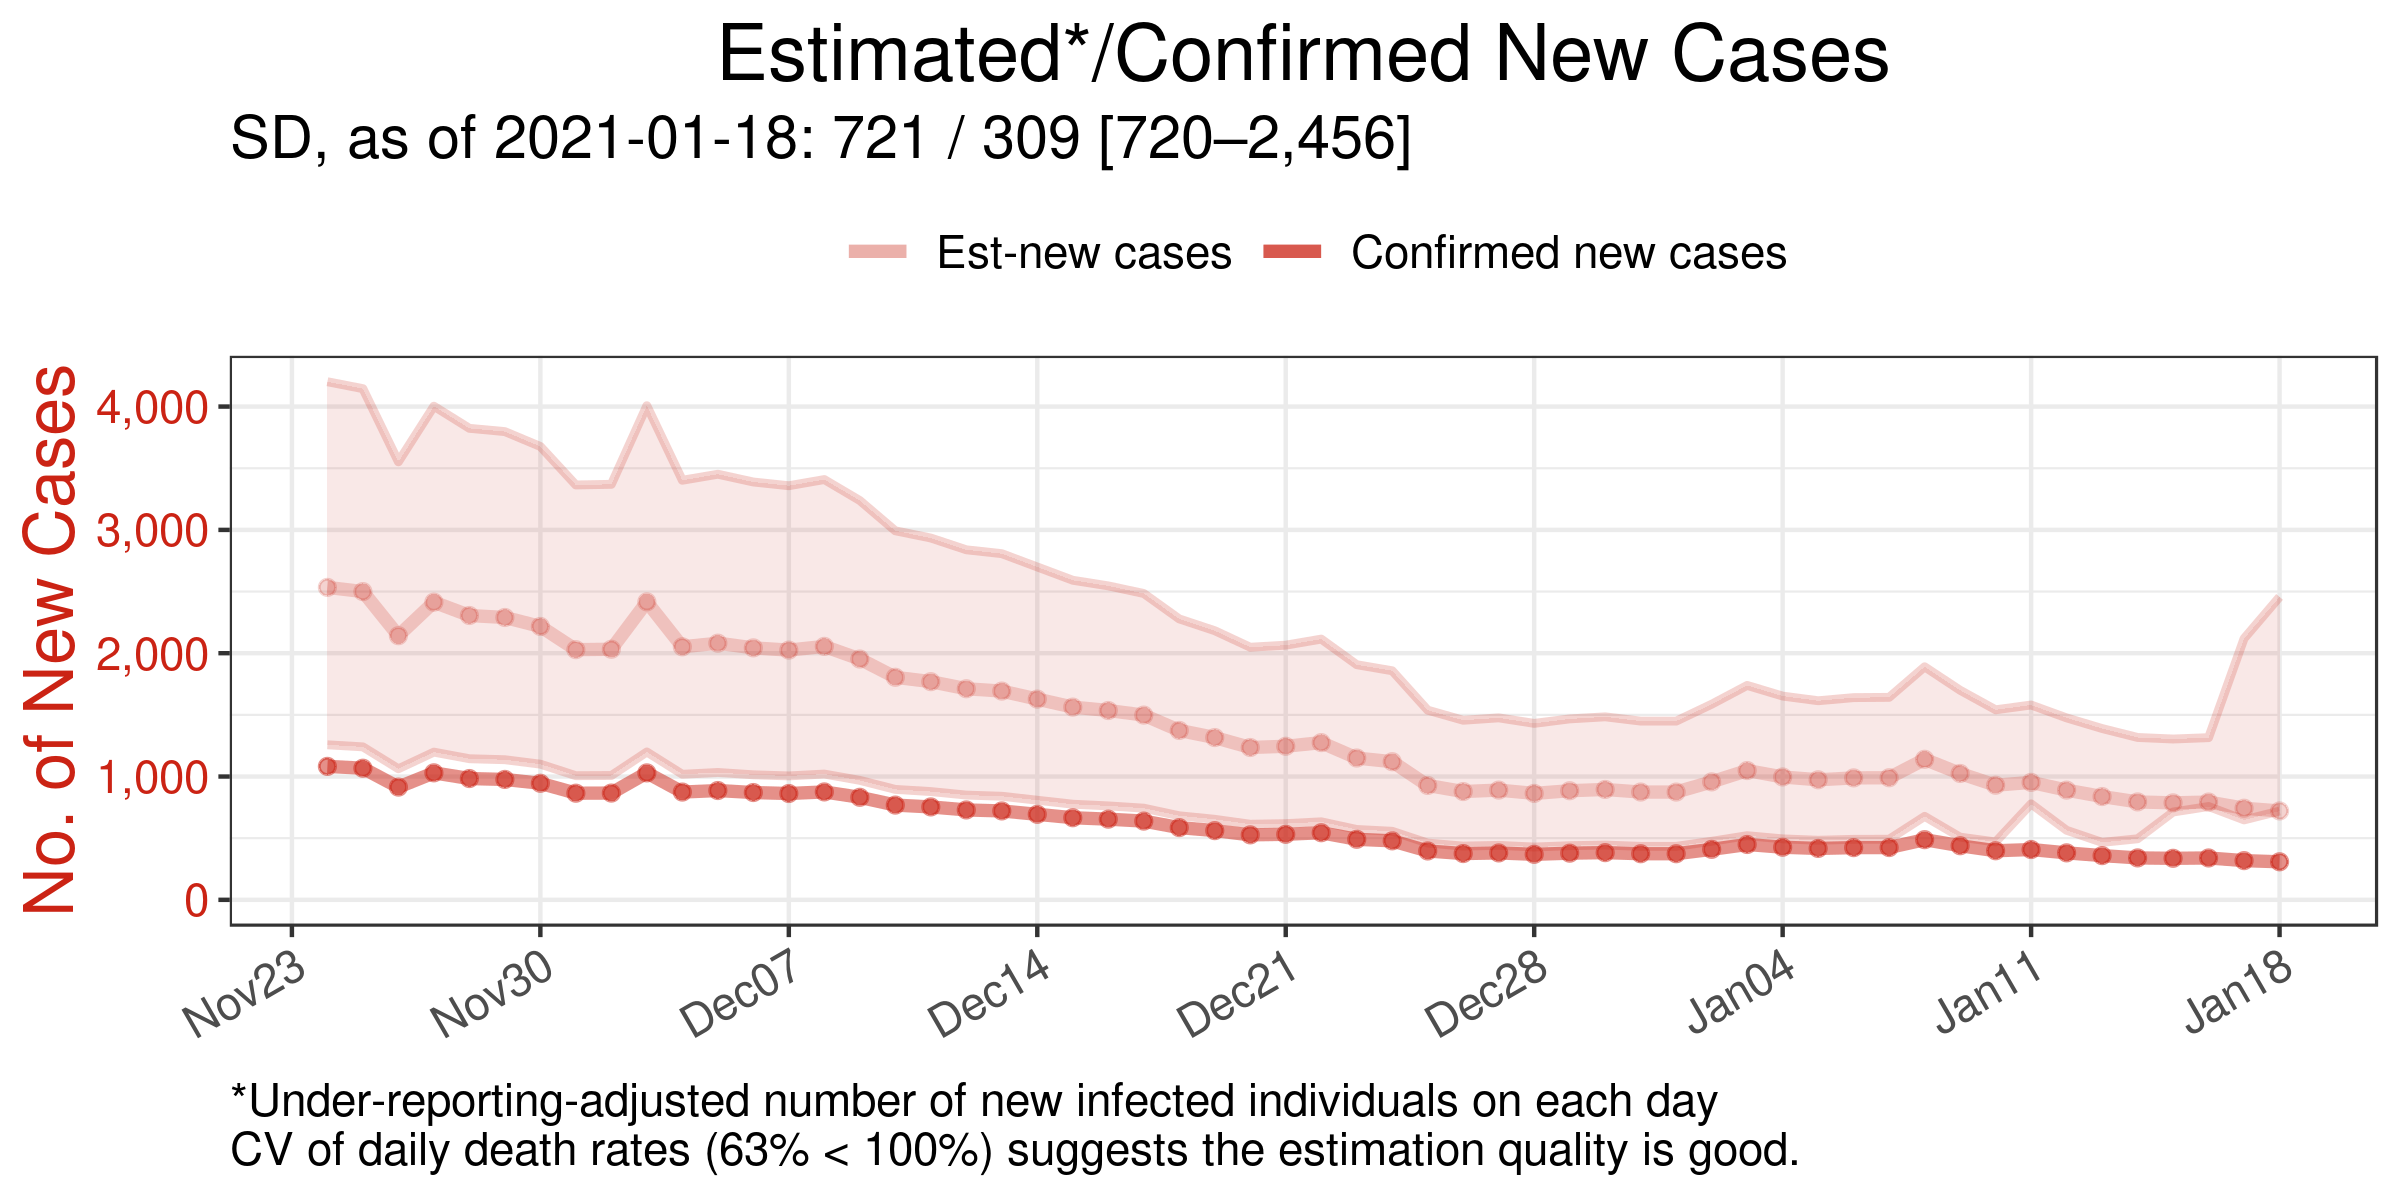 Estimated*/Confirmed New Cases
SD, as of 2021-01-18: 721 / 309 [720–2,456]
Est-new cases
Confirmed new cases
No. of New Cases
4,000
3,000
2,000
1,000
0
Nov23
Nov30
Dec07
Dec14
Dec21
Dec28
Jan04
Jan11
Jan18
*Under-reporting-adjusted number of new infected individuals on each day
CV of daily death rates (63% < 100%) suggests the estimation quality is good.